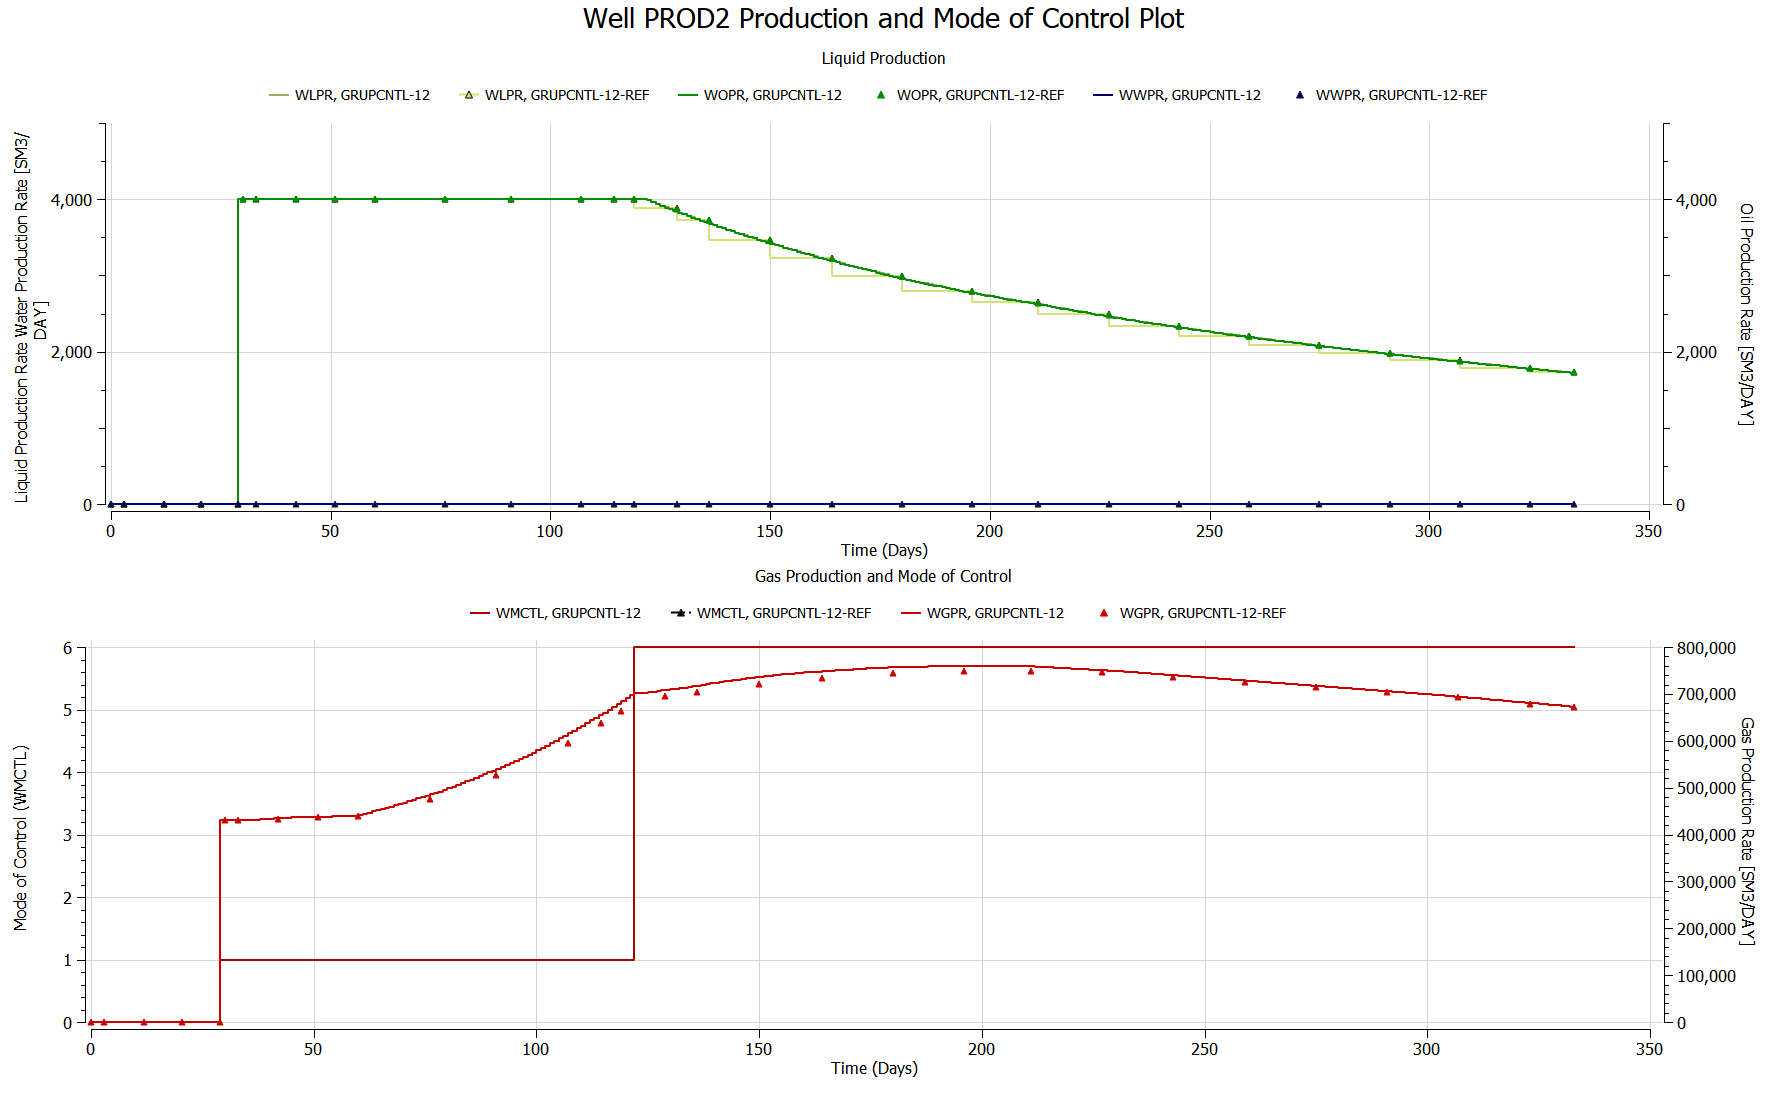 Well PROD2 Production and Mode of Control Plot
Liquid Production
WLPR, GRUPCNTL-12
WLPR, GRUPCNTL-12-REF
WOPR, GRUPCNTL-12
WOPR, GRUPCNTL-12-REF
WWPR, GRUPCNTL-12
WWPR, GRUPCNTL-12-REF
Liquid Production Rate Water Production Rate [SM3/
DAY]
4,000
2,000
0
4,000
2,000
0
Oil Production Rate [SM3/DAY]
0
50
100
150
200
250
300
350
Time (Days)
Gas Production and Mode of Control
WMCTL, GRUPCNTL-12
WMCTL, GRUPCNTL-12-REF
WGPR, GRUPCNTL-12
WGPR, GRUPCNTL-12-REF
Mode of Control (WMCTL)
6
5
4
3
2
1
0
800,000
700,000
600,000
500,000
400,000
300,000
200,000
100,000
0
Gas Production Rate [SM3/DAY]
0
50
100
150
200
250
300
350
Time (Days)